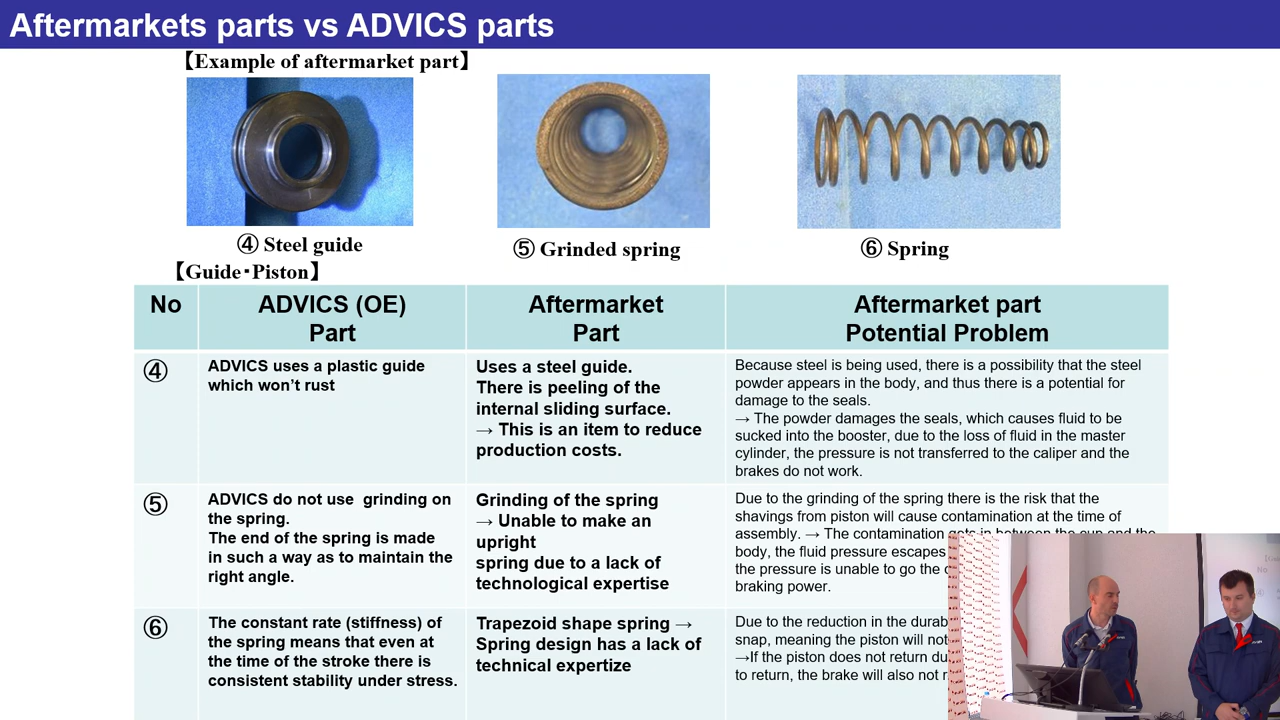 Aftermarkets parts vs ADVICS parts
【Example of aftermarket part】
④ Steel guide
⑤ Grinded spring
⑥ Spring
【Guide・Piston】
No
ADVICS (OE)
Part
Aftermarket
Part
Aftermarket part
Potential Problem
④
ADVICS uses a plastic guide
which won't rust
Uses a steel guide.
There is peeling of the
internal sliding surface.
→ This is an item to reduce
production costs.
Because steel is being used, there is a possibility that the steel
powder appears in the body, and thus there is a potential for
damage to the seals.
→ The powder damages the seals, which causes fluid to be
sucked into the booster, due to the loss of fluid in the master
cylinder, the pressure is not transferred to the caliper and the
brakes do not work.
⑤
ADVICS do not use grinding on
the spring.
The end of the spring is made
in such a way as to maintain the
right angle.
Grinding of the spring
→ Unable to make an
upright
spring due to a lack of
technological expertise
Due to the grinding of the spring there is the risk that the
shavings from piston will cause contamination at the time of
assembly. → The contamination gets in between the cup and the
body, the fluid pressure escapes
the pressure is unable to go the
braking power.
⑥
The constant rate (stiffness) of
the spring means that even at
the time of the stroke there is
consistent stability under stress.
Trapezoid shape spring →
Spring design has a lack of
technical expertize
Due to the reduction in the
snap, meaning the piston will not
→If the piston does not return
to return, the brake will also not